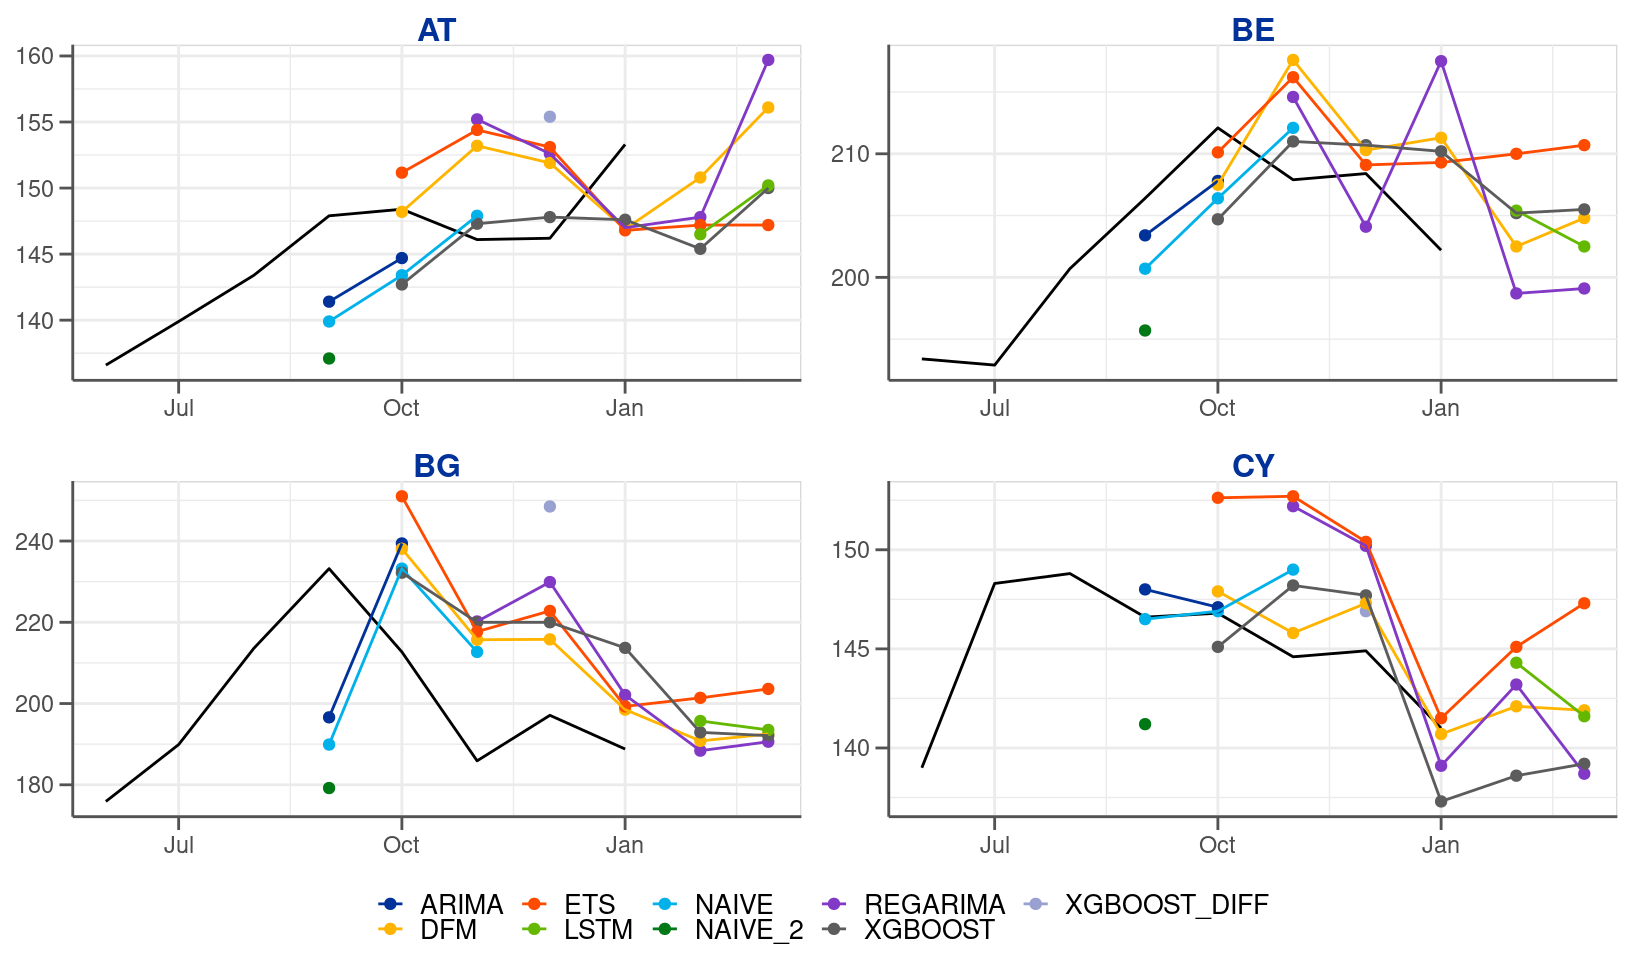 AT
160
155
150
145
140
Jul Oct Jan
BE
210
200
Jul Oct Jan
BG
240
220
200
180
Jul Oct Jan
CY
150
145
140
Jul Oct Jan
ARIMA ETS NAIVE REGARIMA XGBOOST_DIFF
DFM LSTM NAIVE_2 XGBOOST